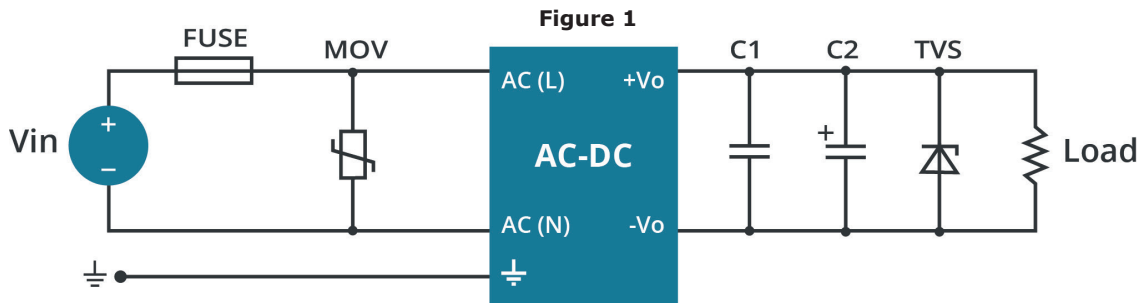 Figure 1
FUSE
MOV
C1
C2
TVS
AC (L)
+Vo
+
Vin
+
–
AC-DC
Load
AC (N)
-Vo